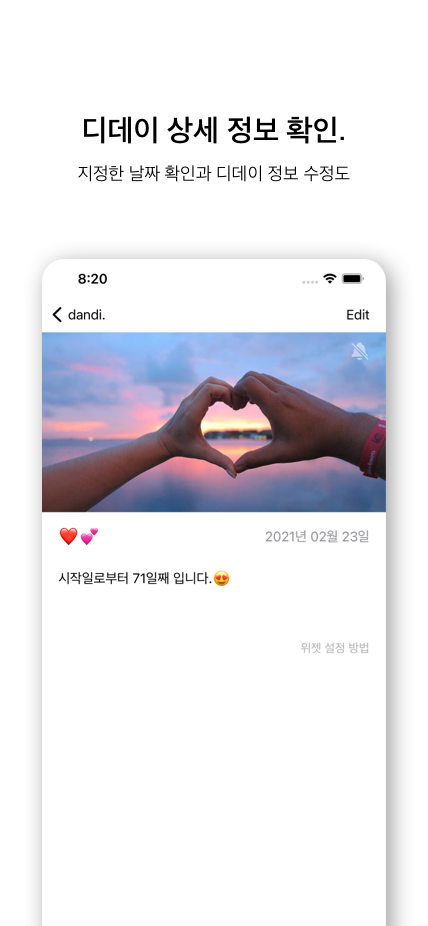 디데이 상세 정보 확인.
지정한 날짜 확인과 디데이 정보 수정도
8:20
dandi.
Edit
❤️💕
2021년 02월 23일
시작일로부터 71일째 입니다.😍
위젯 설정 방법